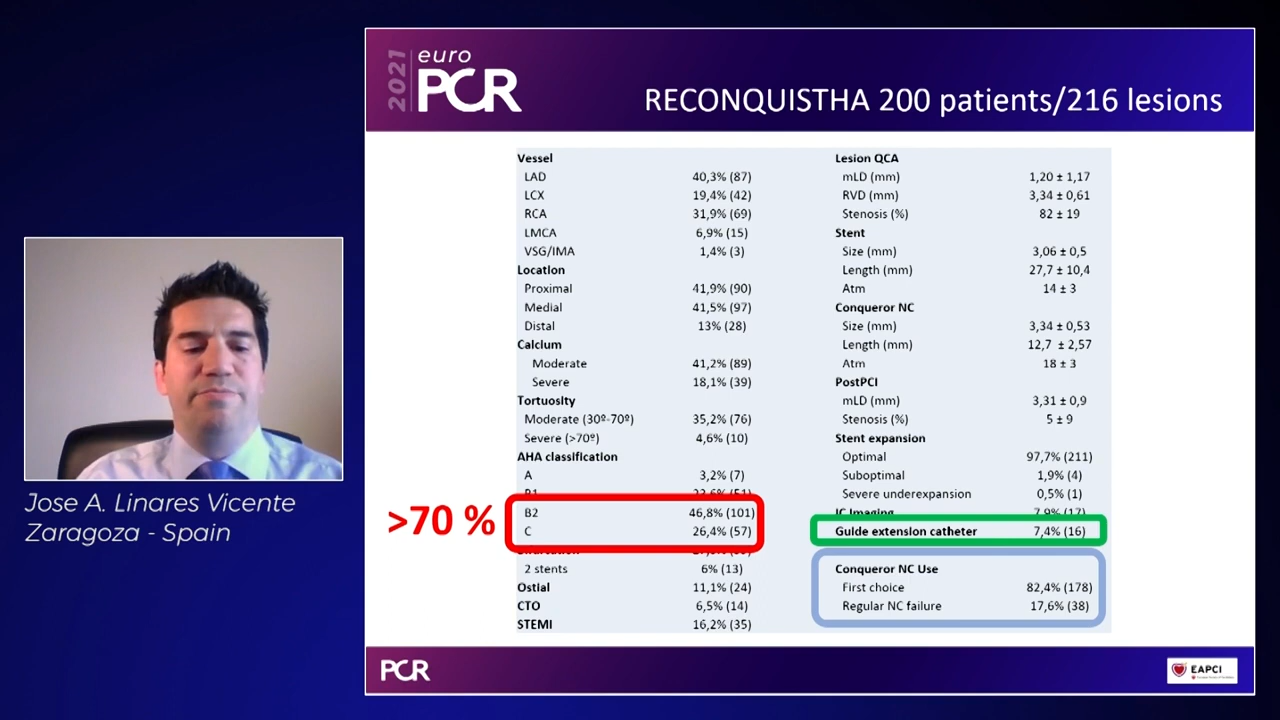 2021 euro PCR
RECONQUISTHA 200 patients/216 lesions
Vessel
LAD 40,3% (87)
LCX 19,4% (42)
RCA 31,9% (69)
LMCA 6,9% (15)
VSG/IMA 1,4% (3)
Location
Proximal 41,9% (90)
Medial 41,5% (97)
Distal 13% (28)
Calcium
Moderate 41,2% (89)
Severe 18,1% (39)
Tortuosity
Moderate (30º-70º) 35,2% (76)
Severe (>70º) 4,6% (10)
AHA classification
A 3,2% (7)
B1 23,6% (51)
>70 %
B2 46,8% (101)
C 26,4% (57)
2 stents 6% (13)
Ostial 11,1% (24)
CTO 6,5% (14)
STEMI 16,2% (35)
Lesion QCA
mLD (mm) 1,20 ± 1,17
RVD (mm) 3,34 ± 0,61
Stenosis (%) 82 ± 19
Stent
Size (mm) 3,06 ± 0,5
Length (mm) 27,7 ± 10,4
Atm 14 ± 3
Conqueror NC
Size (mm) 3,34 ± 0,53
Length (mm) 12,7 ± 2,57
Atm 18 ± 3
PostPCI
mLD (mm) 3,31 ± 0,9
Stenosis (%) 5 ± 9
Stent expansion
Optimal 97,7% (211)
Suboptimal 1,9% (4)
Severe underexpansion 0,5% (1)
IC Imaging 7,9% (17)
Guide extension catheter 7,4% (16)
Conqueror NC Use
First choice 82,4% (178)
Regular NC failure 17,6% (38)
Jose A. Linares Vicente
Zaragoza - Spain
PCR
EAPCI